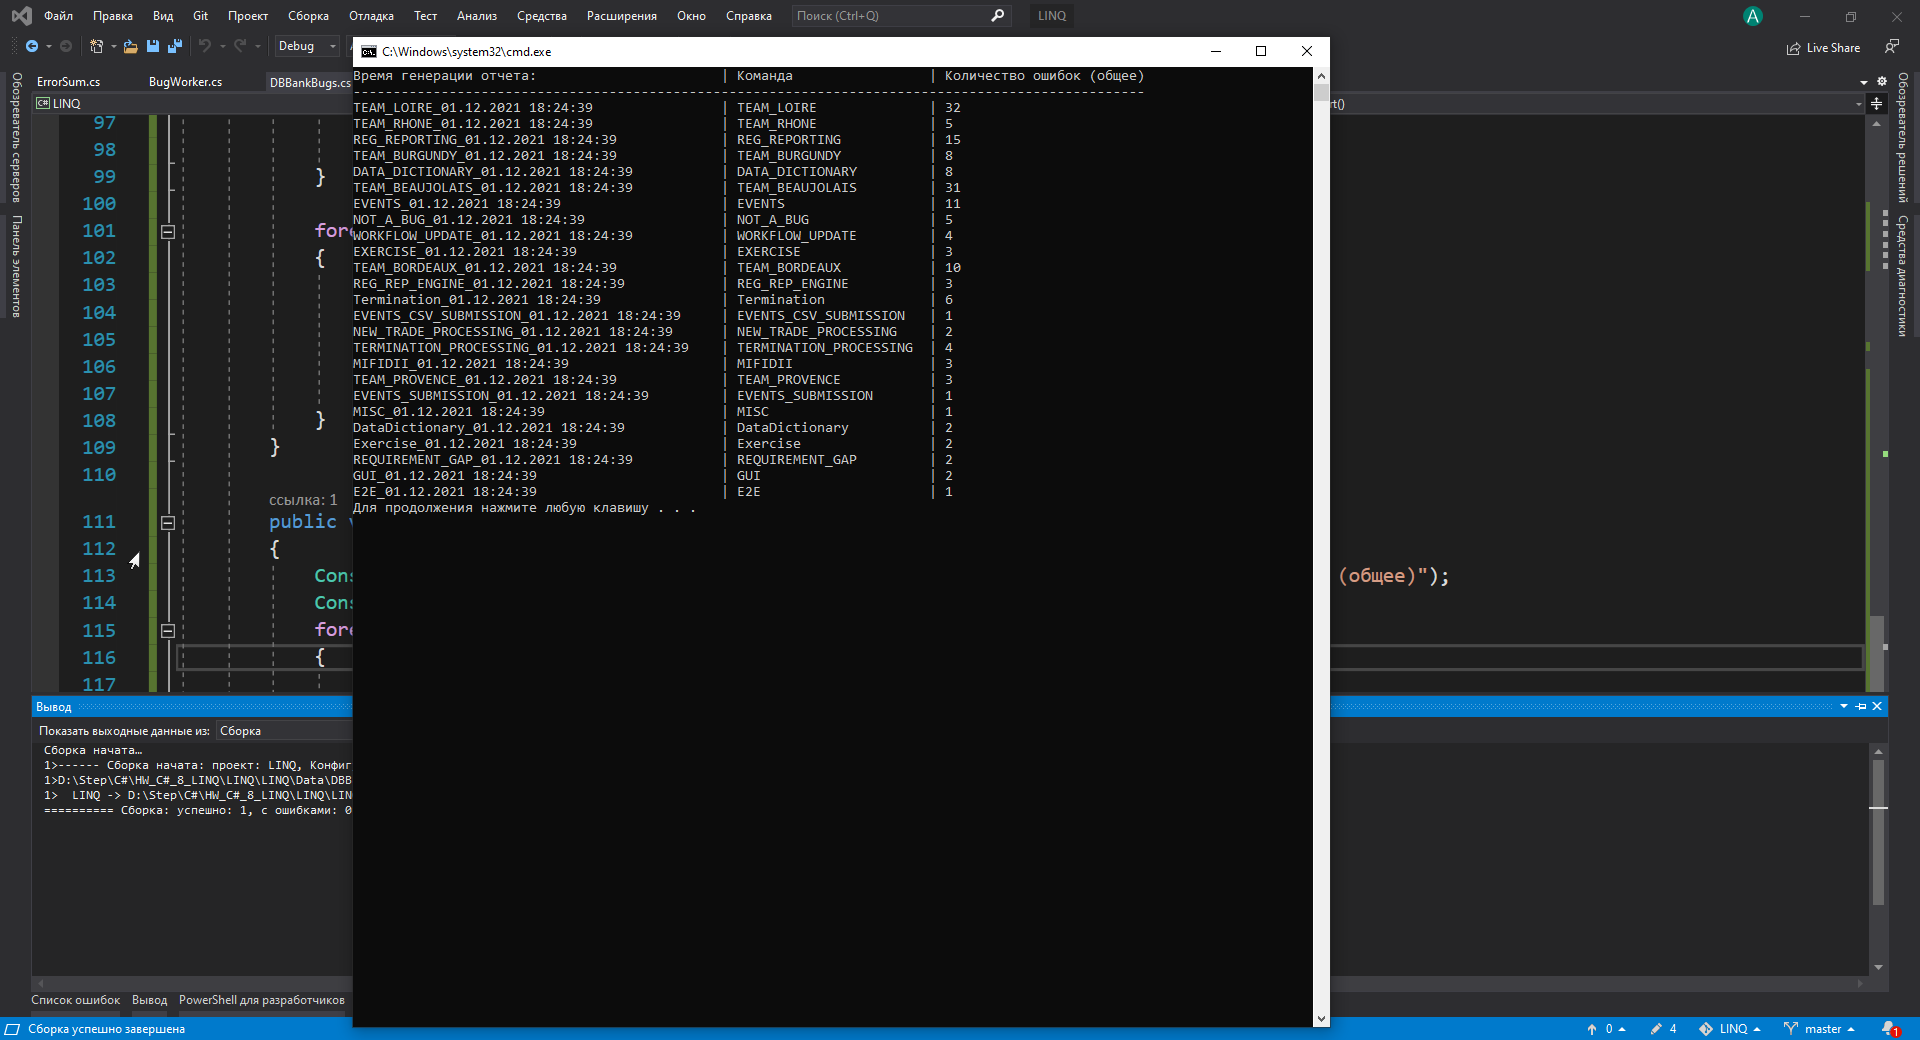 Файл Правка Вид Git Проект Сборка Отладка Тест Анализ Средства Расширения Окно Справка Поиск (Ctrl+Q) LINQ A
Debug Live Share
C:\Windows\system32\cmd.exe
ErrorSum.cs BugWorker.cs DBBankBugs.cs
C# LINQ rt()
Обозреватель серверов
Панель элементов
Обозреватель решений
Средства диагностики
Время генерации отчета: | Команда | Количество ошибок (общее)
---------------------------------------------------------------------------------------------------
TEAM_LOIRE_01.12.2021 18:24:39 | TEAM_LOIRE | 32
TEAM_RHONE_01.12.2021 18:24:39 | TEAM_RHONE | 5
REG_REPORTING_01.12.2021 18:24:39 | REG_REPORTING | 15
TEAM_BURGUNDY_01.12.2021 18:24:39 | TEAM_BURGUNDY | 8
DATA_DICTIONARY_01.12.2021 18:24:39 | DATA_DICTIONARY | 8
TEAM_BEAUJOLAIS_01.12.2021 18:24:39 | TEAM_BEAUJOLAIS | 31
EVENTS_01.12.2021 18:24:39 | EVENTS | 11
NOT_A_BUG_01.12.2021 18:24:39 | NOT_A_BUG | 5
WORKFLOW_UPDATE_01.12.2021 18:24:39 | WORKFLOW_UPDATE | 4
EXERCISE_01.12.2021 18:24:39 | EXERCISE | 3
TEAM_BORDEAUX_01.12.2021 18:24:39 | TEAM_BORDEAUX | 10
REG_REP_ENGINE_01.12.2021 18:24:39 | REG_REP_ENGINE | 3
Termination_01.12.2021 18:24:39 | Termination | 6
EVENTS_CSV_SUBMISSION_01.12.2021 18:24:39 | EVENTS_CSV_SUBMISSION | 1
NEW_TRADE_PROCESSING_01.12.2021 18:24:39 | NEW_TRADE_PROCESSING | 2
TERMINATION_PROCESSING_01.12.2021 18:24:39 | TERMINATION_PROCESSING | 4
MIFIDII_01.12.2021 18:24:39 | MIFIDII | 3
TEAM_PROVENCE_01.12.2021 18:24:39 | TEAM_PROVENCE | 3
EVENTS_SUBMISSION_01.12.2021 18:24:39 | EVENTS_SUBMISSION | 1
MISC_01.12.2021 18:24:39 | MISC | 1
DataDictionary_01.12.2021 18:24:39 | DataDictionary | 2
Exercise_01.12.2021 18:24:39 | Exercise | 2
REQUIREMENT_GAP_01.12.2021 18:24:39 | REQUIREMENT_GAP | 2
GUI_01.12.2021 18:24:39 | GUI | 2
E2E_01.12.2021 18:24:39 | E2E | 1
Для продолжения нажмите любую клавишу . . .
97
98
99 }
100
101 fore
102 {
103
104
105
106
107
108 }
109 }
110
ссылка: 1
111 public v
112 {
113 Cons (общее)");
114 Cons
115 fore
116 {
117
Вывод
Показать выходные данные из: Сборка
Сборка начата…
1>------ Сборка начата: проект: LINQ, Конфиг
1>D:\Step\C#\HW_C#_8_LINQ\LINQ\LINQ\Data\DBB
1>  LINQ -> D:\Step\C#\HW_C#_8_LINQ\LINQ\LIN
========== Сборка: успешно: 1, с ошибками: 0
Список ошибок Вывод PowerShell для разработчиков
Сборка успешно завершена 0 4 LINQ master 1